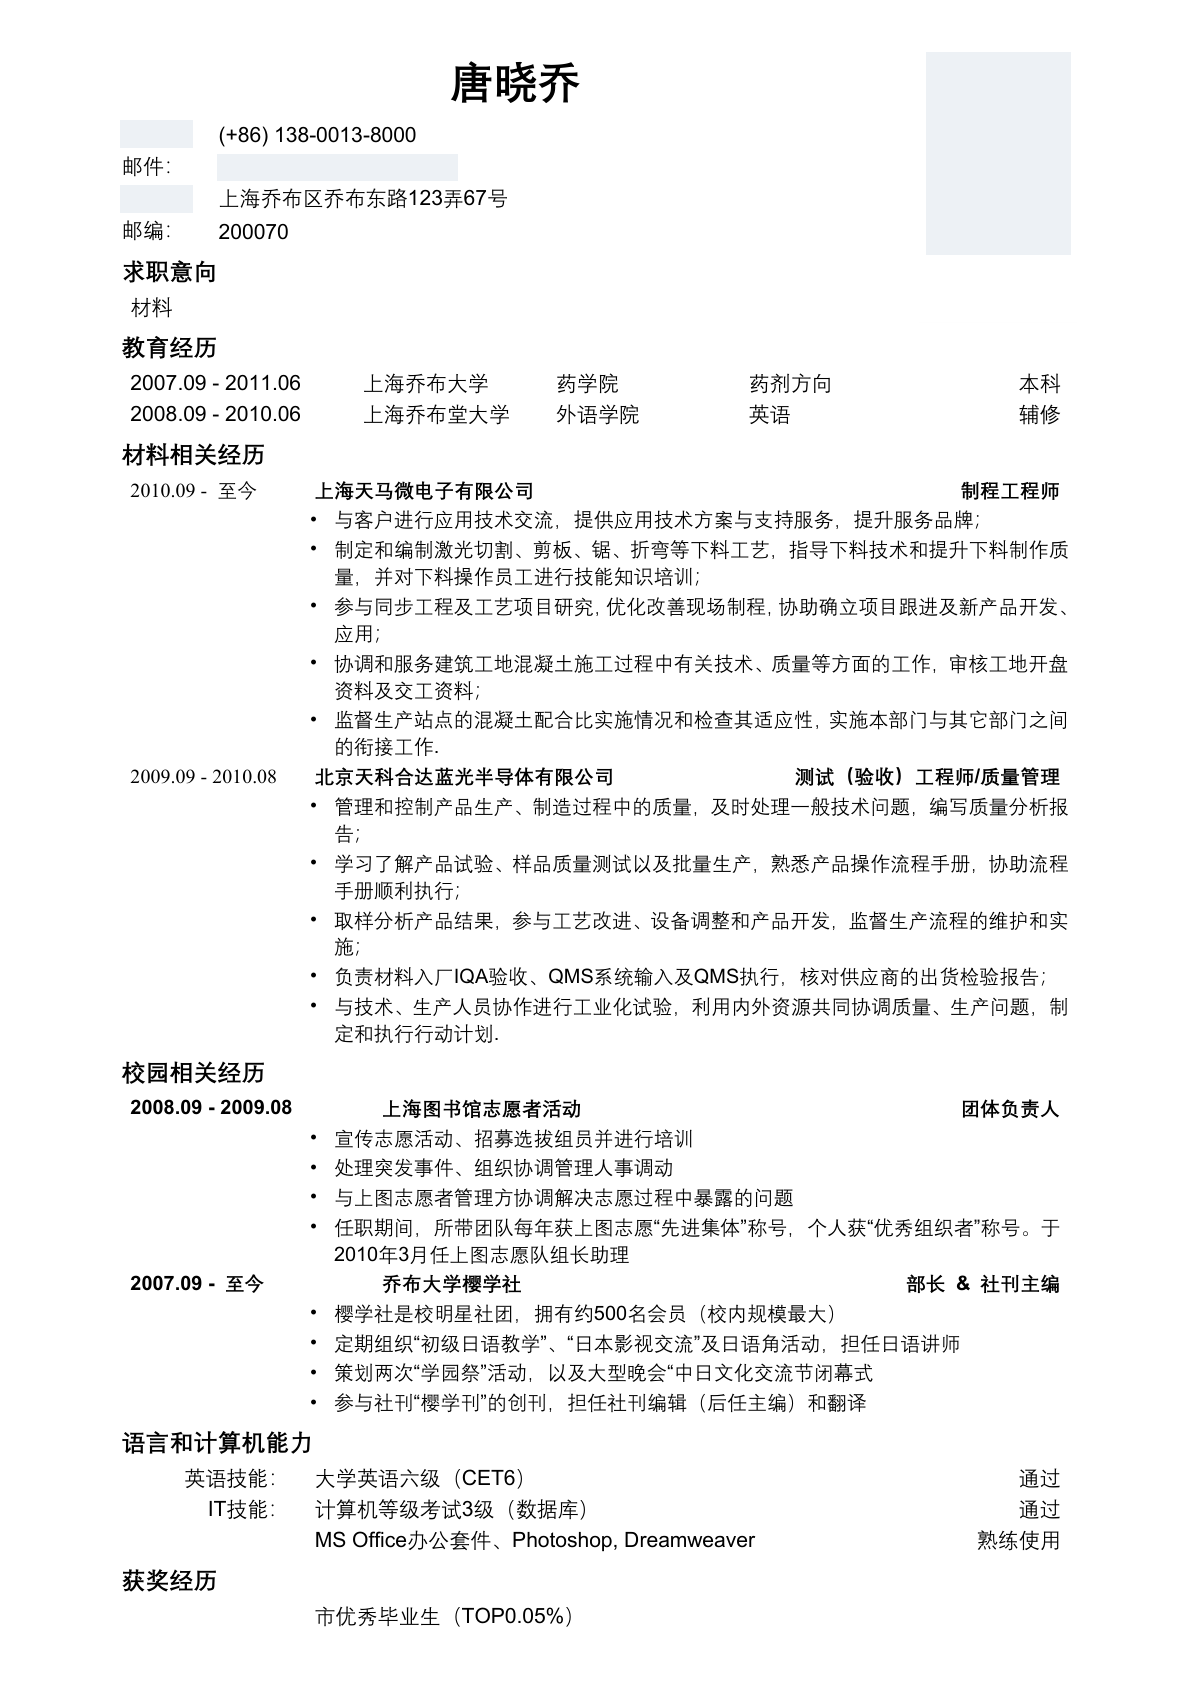 唐晓乔
(+86) 138-0013-8000
邮件：
上海乔布区乔布东路123弄67号
邮编： 200070
求职意向
材料
教育经历
2007.09 - 2011.06 上海乔布大学 药学院 药剂方向 本科
2008.09 - 2010.06 上海乔布堂大学 外语学院 英语 辅修
材料相关经历
2010.09 - 至今 上海天马微电子有限公司 制程工程师
• 与客户进行应用技术交流，提供应用技术方案与支持服务，提升服务品牌；
• 制定和编制激光切割、剪板、锯、折弯等下料工艺，指导下料技术和提升下料制作质
量，并对下料操作员工进行技能知识培训；
• 参与同步工程及工艺项目研究，优化改善现场制程，协助确立项目跟进及新产品开发、
应用；
• 协调和服务建筑工地混凝土施工过程中有关技术、质量等方面的工作，审核工地开盘
资料及交工资料；
• 监督生产站点的混凝土配合比实施情况和检查其适应性，实施本部门与其它部门之间
的衔接工作.
2009.09 - 2010.08 北京天科合达蓝光半导体有限公司 测试（验收）工程师/质量管理
• 管理和控制产品生产、制造过程中的质量，及时处理一般技术问题，编写质量分析报
告；
• 学习了解产品试验、样品质量测试以及批量生产，熟悉产品操作流程手册，协助流程
手册顺利执行；
• 取样分析产品结果，参与工艺改进、设备调整和产品开发，监督生产流程的维护和实
施；
• 负责材料入厂IQA验收、QMS系统输入及QMS执行，核对供应商的出货检验报告；
• 与技术、生产人员协作进行工业化试验，利用内外资源共同协调质量、生产问题，制
定和执行行动计划.
校园相关经历
2008.09 - 2009.08 上海图书馆志愿者活动 团体负责人
• 宣传志愿活动、招募选拔组员并进行培训
• 处理突发事件、组织协调管理人事调动
• 与上图志愿者管理方协调解决志愿过程中暴露的问题
• 任职期间，所带团队每年获上图志愿“先进集体”称号，个人获“优秀组织者”称号。于
2010年3月任上图志愿队组长助理
2007.09 - 至今 乔布大学樱学社 部长 & 社刊主编
• 樱学社是校明星社团，拥有约500名会员（校内规模最大）
• 定期组织“初级日语教学”、“日本影视交流”及日语角活动，担任日语讲师
• 策划两次“学园祭”活动，以及大型晚会“中日文化交流节闭幕式
• 参与社刊“樱学刊”的创刊，担任社刊编辑（后任主编）和翻译
语言和计算机能力
英语技能： 大学英语六级（CET6） 通过
IT技能： 计算机等级考试3级（数据库） 通过
MS Office办公套件、Photoshop, Dreamweaver 熟练使用
获奖经历
市优秀毕业生（TOP0.05%）